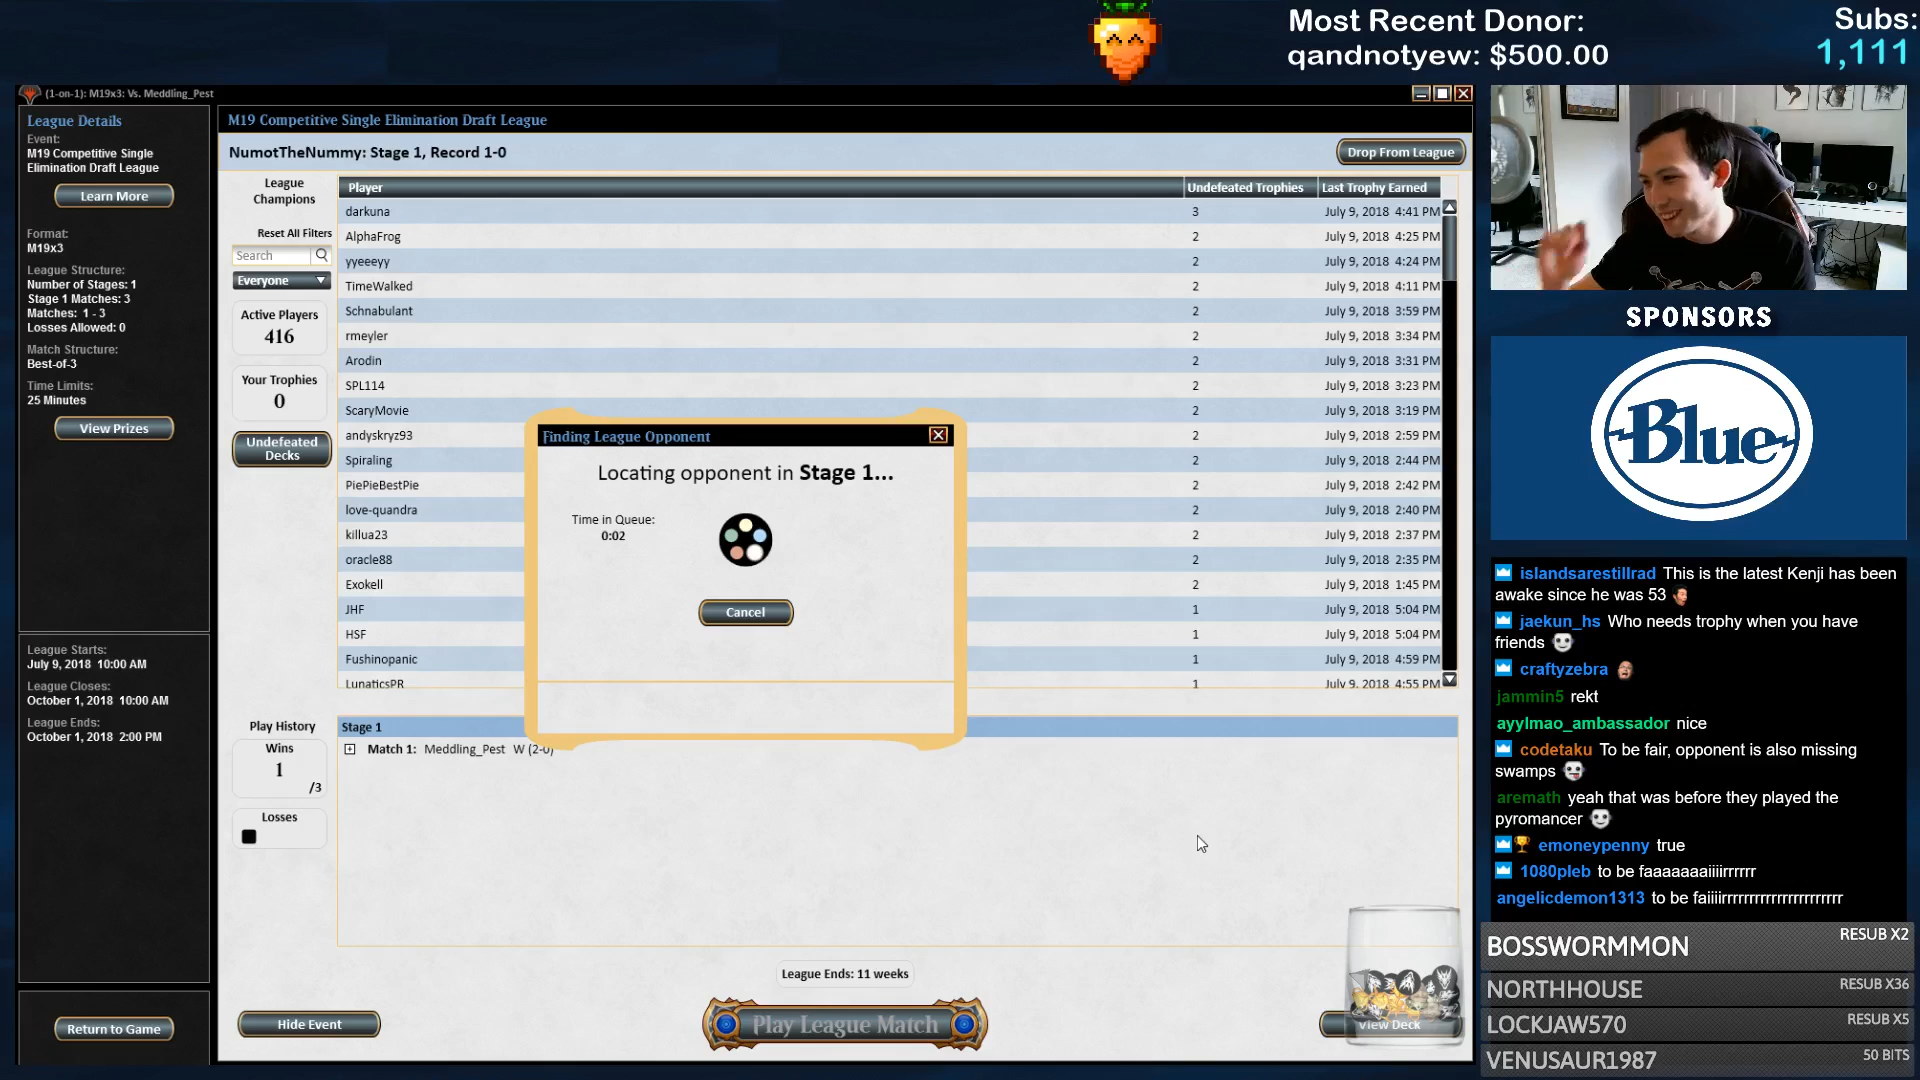 Most Recent Donor:
qandnotyew: $500.00
Subs:
1,111
(1-on-1): M19x3: Vs. Meddling_Pest
League Details
Event:
M19 Competitive Single
Elimination Draft League
Learn More
Format:
M19x3
League Structure:
Number of Stages: 1
Stage 1 Matches: 3
Matches: 1 - 3
Losses Allowed: 0
Match Structure:
Best-of-3
Time Limits:
25 Minutes
View Prizes
League Starts:
July 9, 2018 10:00 AM
League Closes:
October 1, 2018 10:00 AM
League Ends:
October 1, 2018 2:00 PM
Return to Game
M19 Competitive Single Elimination Draft League
NumotTheNummy: Stage 1, Record 1-0
Drop From League
League
Champions
Reset All Filters
Search
Everyone
Active Players
416
Your Trophies
0
Undefeated
Decks
Player Undefeated Trophies Last Trophy Earned
darkuna 3 July 9, 2018 4:41 PM
AlphaFrog 2 July 9, 2018 4:25 PM
yyeeeyy 2 July 9, 2018 4:24 PM
TimeWalked 2 July 9, 2018 4:11 PM
Schnabulant 2 July 9, 2018 3:59 PM
rmeyler 2 July 9, 2018 3:34 PM
Arodin 2 July 9, 2018 3:31 PM
SPL114 2 July 9, 2018 3:23 PM
ScaryMovie 2 July 9, 2018 3:19 PM
andyskryz93 2 July 9, 2018 2:59 PM
Spiraling 2 July 9, 2018 2:44 PM
PiePieBestPie 2 July 9, 2018 2:42 PM
love-quandra 2 July 9, 2018 2:40 PM
killua23 2 July 9, 2018 2:37 PM
oracle88 2 July 9, 2018 2:35 PM
Exokell 2 July 9, 2018 1:45 PM
JHF 1 July 9, 2018 5:04 PM
HSF 1 July 9, 2018 5:04 PM
Fushinopanic 1 July 9, 2018 4:59 PM
LunaticsPR 1 July 9, 2018 4:55 PM
Finding League Opponent
Locating opponent in Stage 1...
Time in Queue:
0:02
Cancel
Play History
Wins
1
/3
Losses
Stage 1
Match 1: Meddling_Pest W (2-0)
League Ends: 11 weeks
Hide Event
Play League Match
View Deck
SPONSORS
Blue
islandsarestillrad This is the latest Kenji has been
awake since he was 53
jaekun_hs Who needs trophy when you have
friends
craftyzebra
jammin5 rekt
ayylmao_ambassador nice
codetaku To be fair, opponent is also missing
swamps
aremath yeah that was before they played the
pyromancer
emoneypenny true
1080pleb to be faaaaaaaiiiirrrrrr
angelicdemon1313 to be faiiiirrrrrrrrrrrrrrrrrrrrrr
BOSSWORMMON RESUB X2
NORTHHOUSE RESUB X36
LOCKJAW570 RESUB X5
VENUSAUR1987 50 BITS